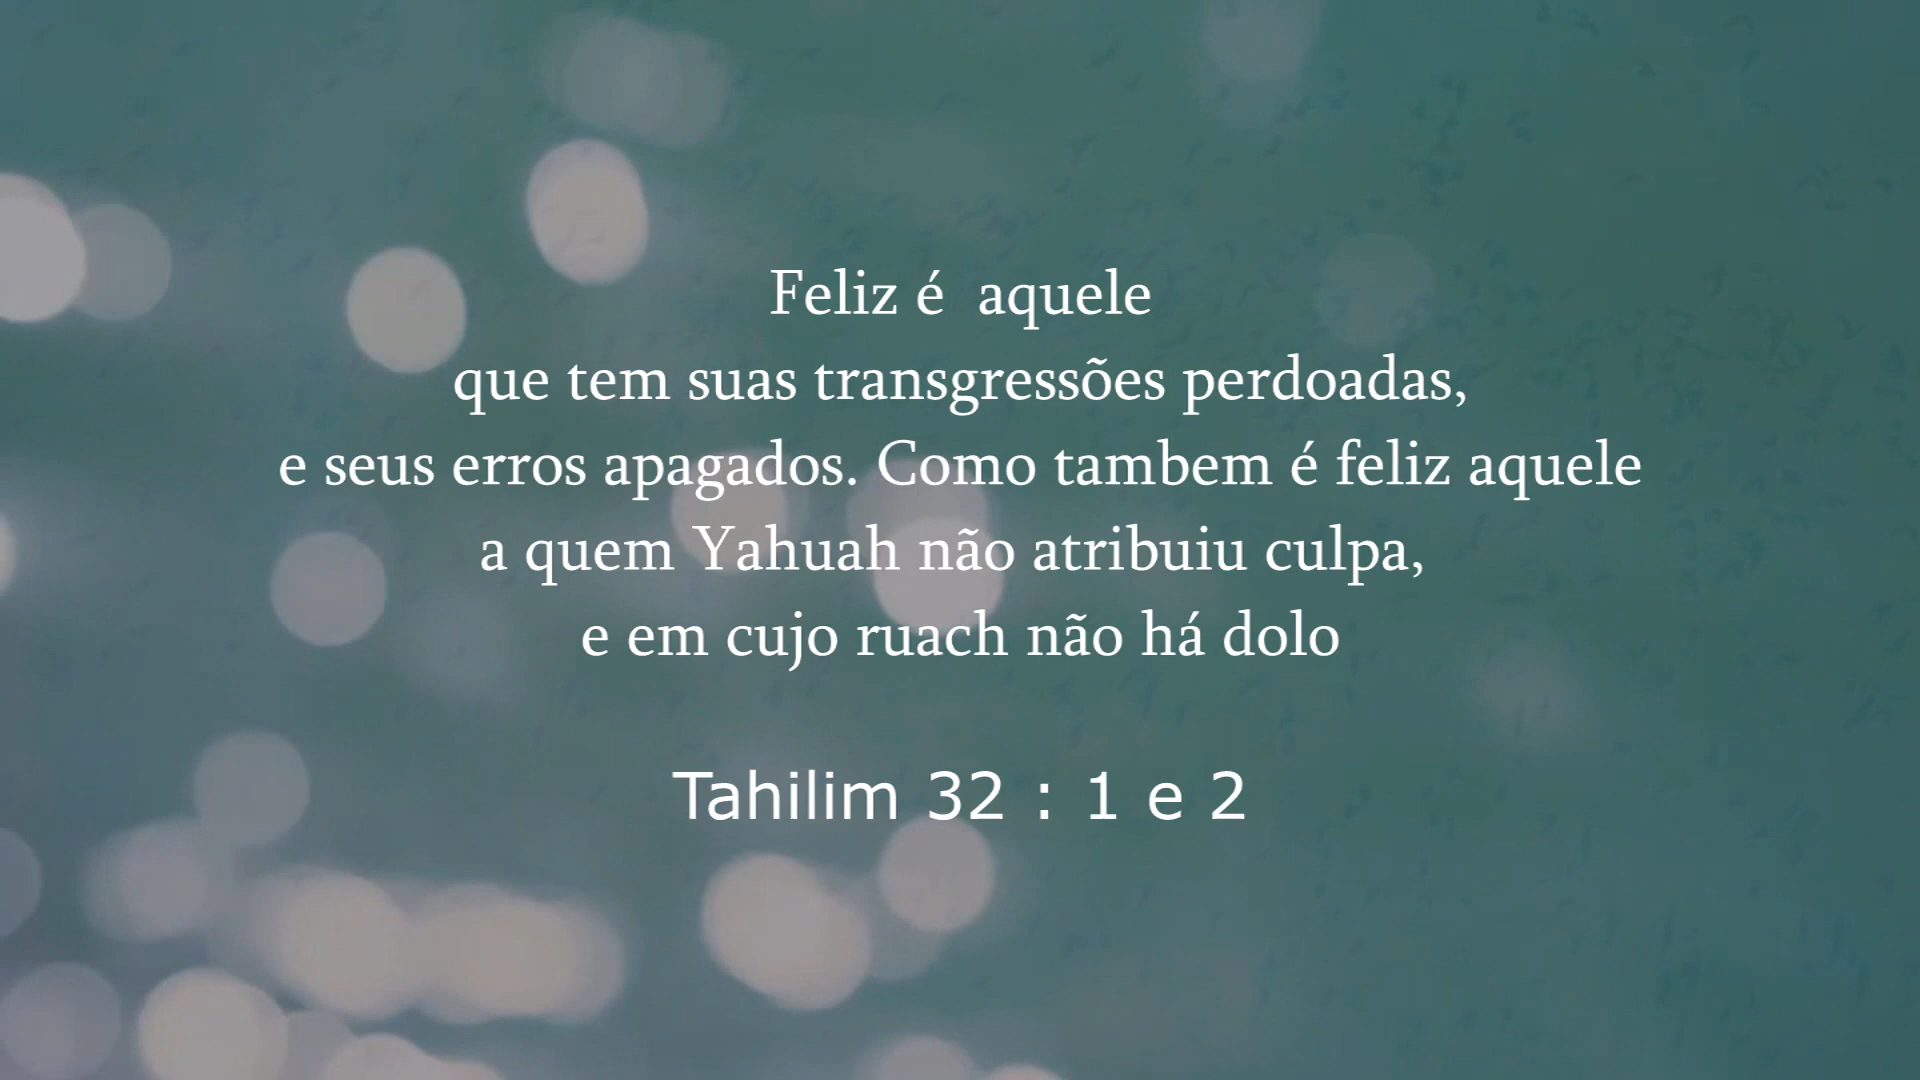 Feliz é  aquele
que tem suas transgressões perdoadas,
e seus erros apagados. Como tambem é feliz aquele
a quem Yahuah não atribuiu culpa,
e em cujo ruach não há dolo
Tahilim 32 : 1 e 2